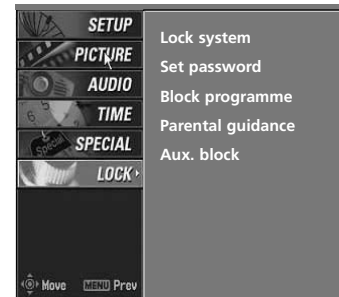 SETUP
PICTURE
AUDIO
TIME
SPECIAL
LOCK
Lock system
Set password
Block programme
Parental guidance
Aux. block
Move MENU Prev